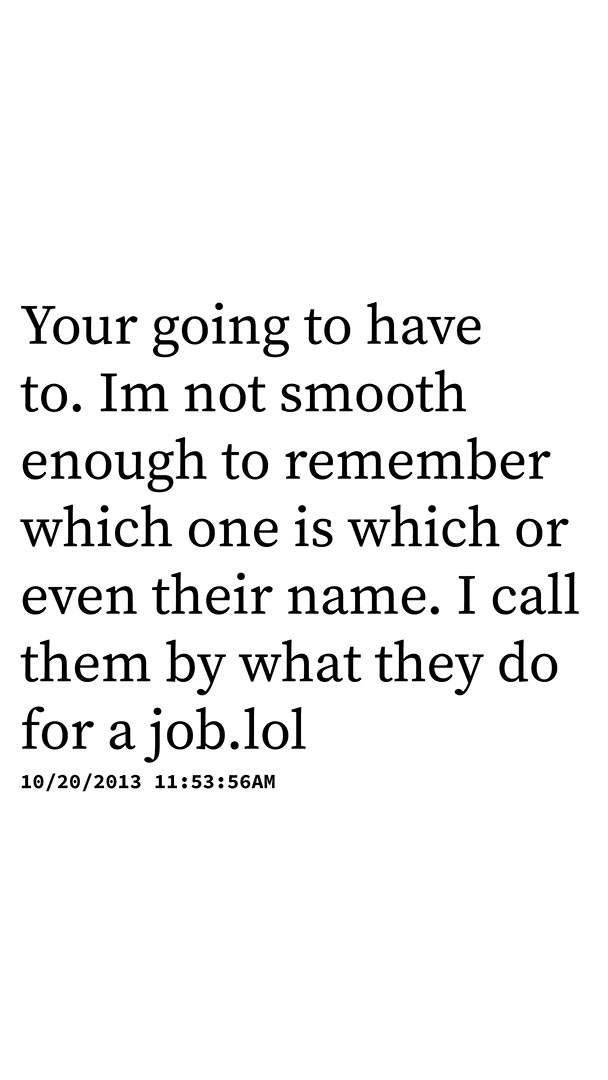 Your going to have
to. Im not smooth
enough to remember
which one is which or
even their name. I call
them by what they do
for a job.lol
10/20/2013 11:53:56AM